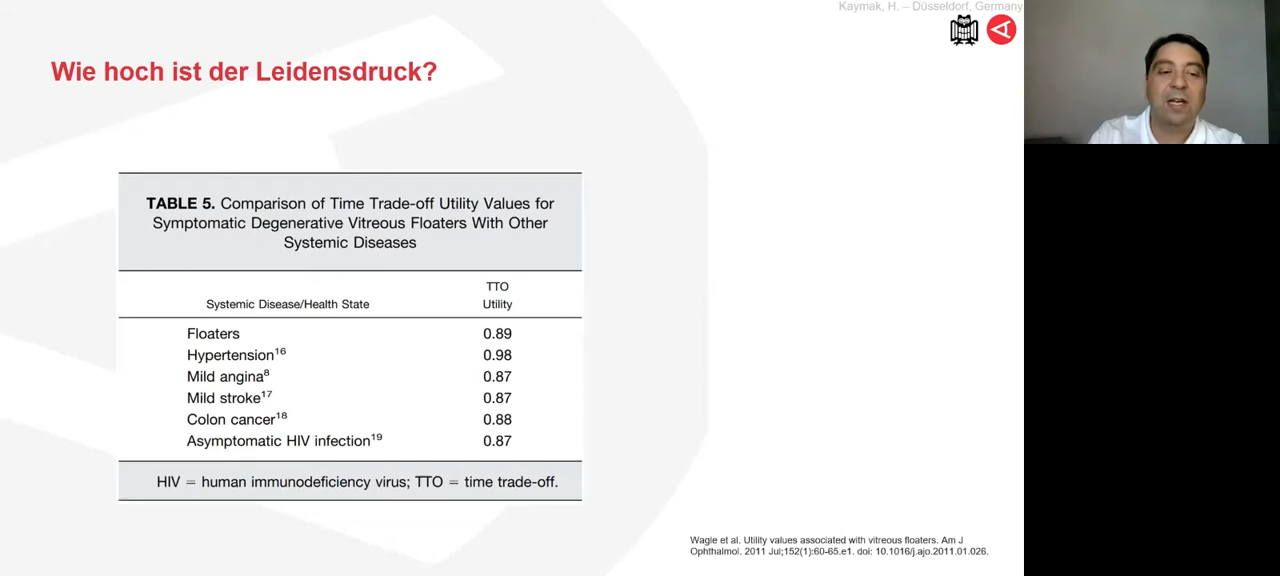 Kaymak, H. – Düsseldorf, Germany
Wie hoch ist der Leidensdruck?
TABLE 5. Comparison of Time Trade-off Utility Values for
Symptomatic Degenerative Vitreous Floaters With Other
Systemic Diseases
TTO
Systemic Disease/Health State Utility
Floaters 0.89
Hypertension¹⁶ 0.98
Mild angina⁸ 0.87
Mild stroke¹⁷ 0.87
Colon cancer¹⁸ 0.88
Asymptomatic HIV infection¹⁹ 0.87
HIV = human immunodeficiency virus; TTO = time trade-off.
Wagle et al. Utility values associated with vitreous floaters. Am J
Ophthalmol. 2011 Jul;152(1):60-65.e1. doi: 10.1016/j.ajo.2011.01.026.